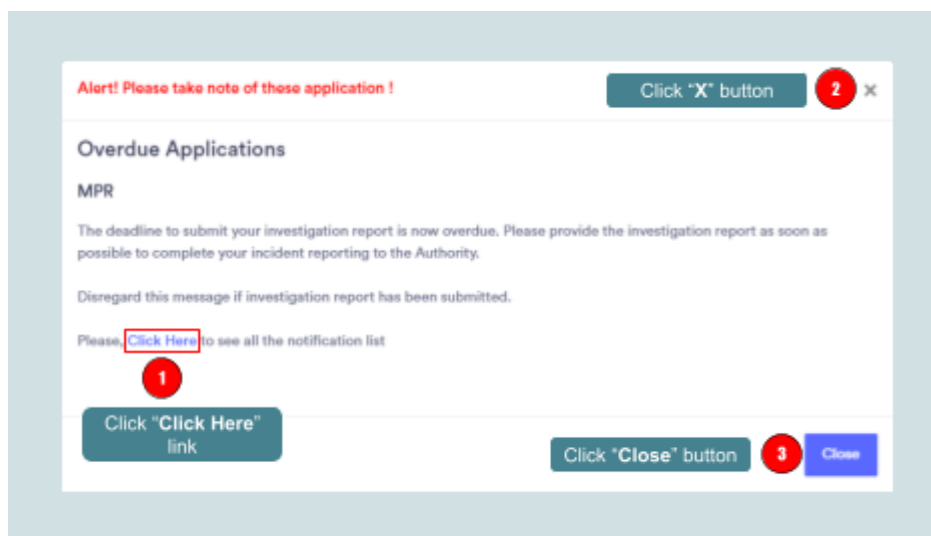 Alert! Please take note of these application !
Click “X” button
2
×
Overdue Applications
MPR
The deadline to submit your investigation report is now overdue. Please provide the investigation report as soon as
possible to complete your incident reporting to the Authority.
Disregard this message if investigation report has been submitted.
Please, Click Here to see all the notification list
1
Click “Click Here”
link
Click “Close” button
3
Close